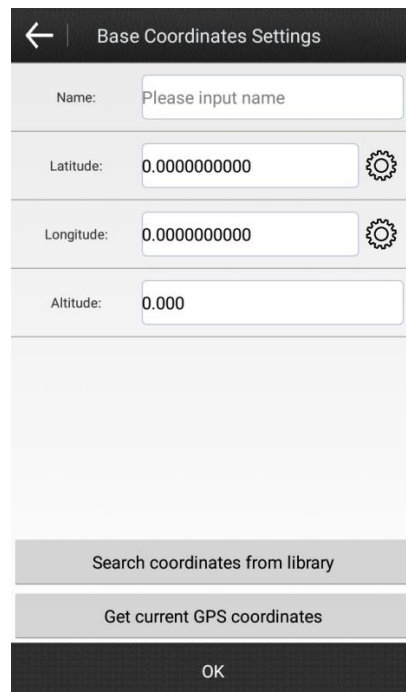 Base Coordinates Settings
Name: Please input name
Latitude: 0.0000000000
Longitude: 0.0000000000
Altitude: 0.000
Search coordinates from library
Get current GPS coordinates
OK